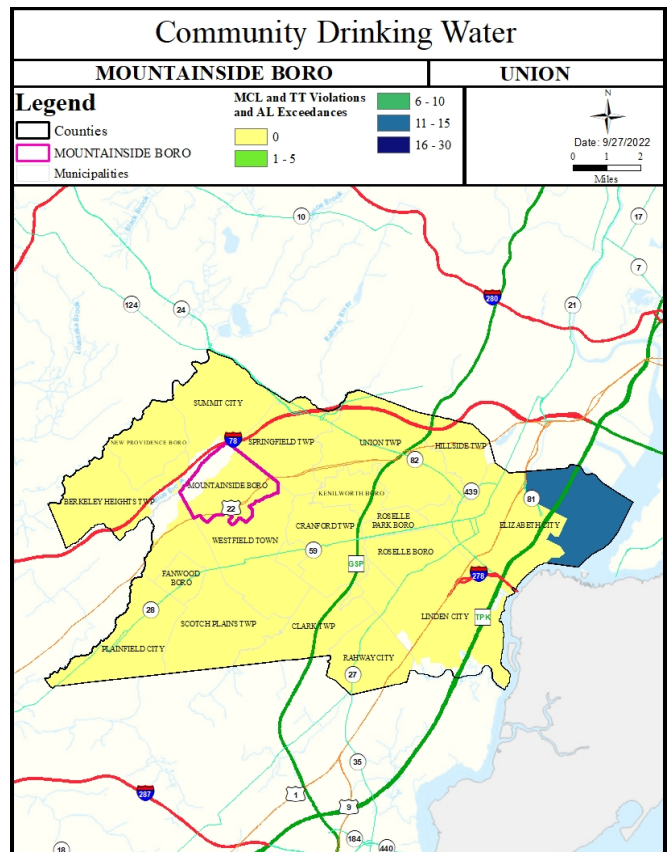 Community Drinking Water
MOUNTAINSIDE BORO
UNION
Legend
Counties
MOUNTAINSIDE BORO
Municipalities
MCL and TT Violations
and AL Exceedances
0
1 - 5
6 - 10
11 - 15
16 - 30
N
Date: 9/27/2022
0 1 2
Miles
Black Brook
10
17
7
280
21
124
24
Rahway River
SUMMIT CITY
NEW PROVIDENCE BORO
78
SPRINGFIELD TWP
UNION TWP
HILLSIDE TWP
82
MOUNTAINSIDE BORO
BERKELEY HEIGHTS TWP
KENILWORTH BORO
439
81
22
ROSELLE
PARK BORO
ELIZABETH CITY
CRANFORD TWP
WESTFIELD TOWN
59
ROSELLE BORO
GSP
FANWOOD
BORO
278
28
SCOTCH PLAINS TWP
CLARK TWP
LINDEN CITY
TPK
PLAINFIELD CITY
RAHWAY CITY
27
35
287
1
9
184
440
18